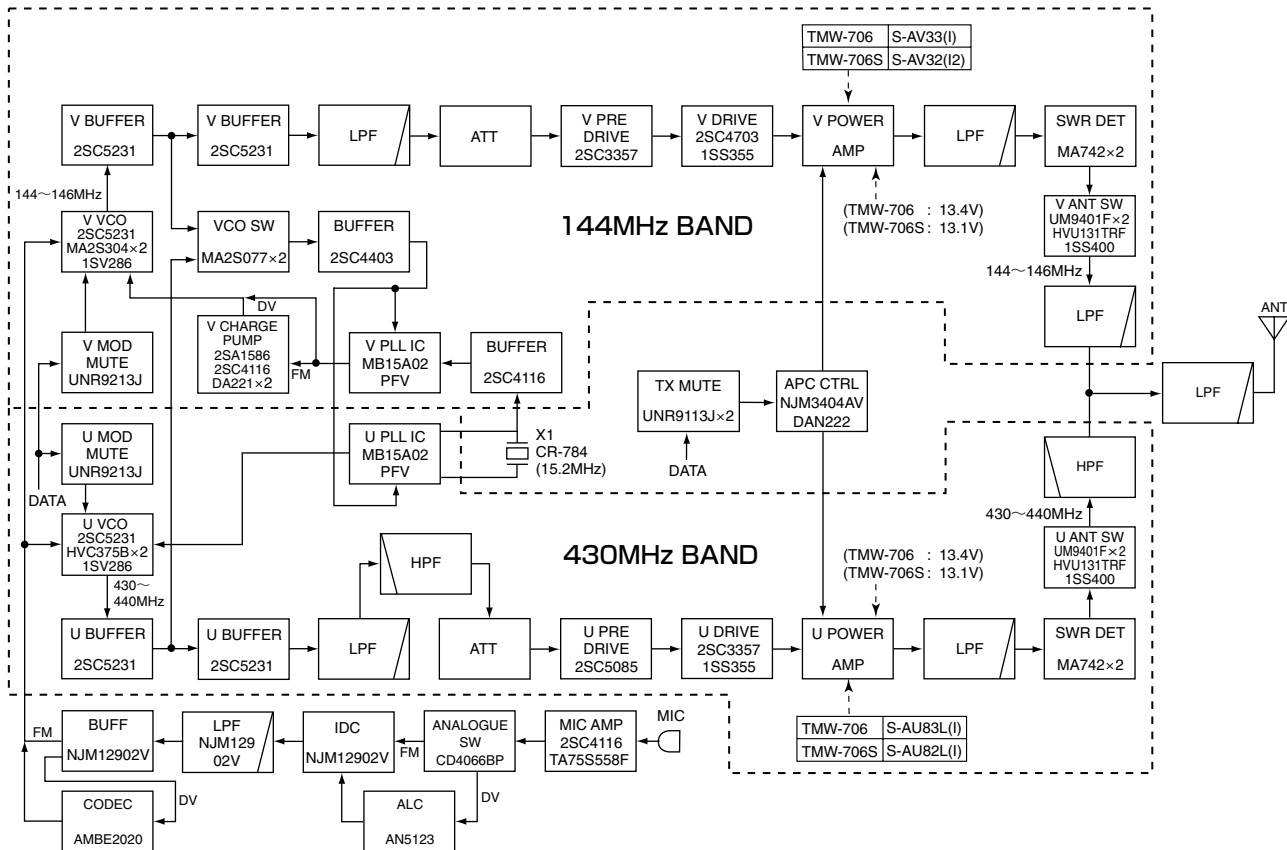 TMW-706 S-AV33(I)
TMW-706S S-AV32(I2)
V BUFFER
2SC5231
V BUFFER
2SC5231
LPF
ATT
V PRE
DRIVE
2SC3357
V DRIVE
2SC4703
1SS355
V POWER
AMP
LPF
SWR DET
MA742×2
144～146MHz
V VCO
2SC5231
MA2S304×2
1SV286
VCO SW
MA2S077×2
BUFFER
2SC4403
144MHz BAND
(TMW-706 : 13.4V)
(TMW-706S : 13.1V)
V ANT SW
UM9401F×2
HVU131TRF
1SS400
144～146MHz
LPF
ANT
DV
V MOD
MUTE
UNR9213J
V CHARGE
PUMP
2SA1586
2SC4116
DA221×2
FM
V PLL IC
MB15A02
PFV
BUFFER
2SC4116
TX MUTE
UNR9113J×2
DATA
APC CTRL
NJM3404AV
DAN222
LPF
U MOD
MUTE
UNR9213J
DATA
U PLL IC
MB15A02
PFV
X1
CR-784
(15.2MHz)
HPF
430～440MHz
U VCO
2SC5231
HVC375B×2
1SV286
430～
440MHz
HPF
430MHz BAND
(TMW-706 : 13.4V)
(TMW-706S : 13.1V)
U ANT SW
UM9401F×2
HVU131TRF
1SS400
U BUFFER
2SC5231
U BUFFER
2SC5231
LPF
ATT
U PRE
DRIVE
2SC5085
U DRIVE
2SC3357
1SS355
U POWER
AMP
LPF
SWR DET
MA742×2
FM
BUFF
NJM12902V
LPF
NJM129
02V
IDC
NJM12902V
FM
ANALOGUE
SW
CD4066BP
MIC AMP
2SC4116
TA75S558F
MIC
TMW-706 S-AU83L(I)
TMW-706S S-AU82L(I)
CODEC
AMBE2020
DV
ALC
AN5123
DV